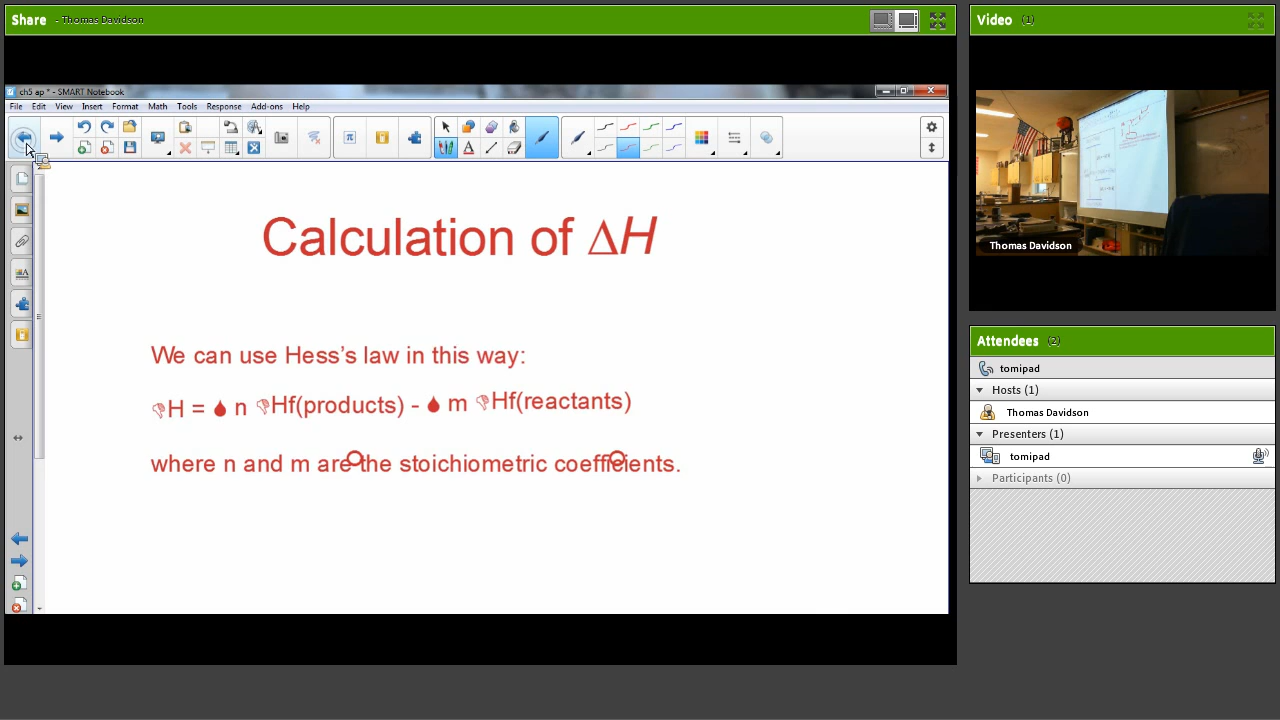 Share - Thomas Davidson
Video (1)
ch5 ap * - SMART Notebook
File Edit View Insert Format Math Tools Response Add-ons Help
Calculation of ΔH
We can use Hess's law in this way:
👎H = 💧 n 👎Hf(products) - 💧 m 👎Hf(reactants)
where n and m are the stoichiometric coefficients.
Thomas Davidson
Attendees (2)
tomipad
Hosts (1)
Thomas Davidson
Presenters (1)
tomipad
Participants (0)